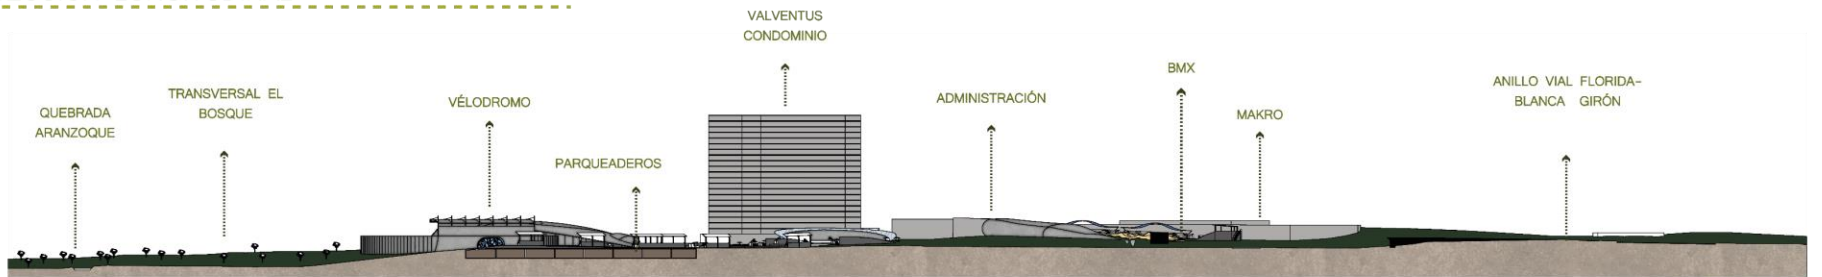 QUEBRADA
ARANZOQUE
TRANSVERSAL EL
BOSQUE
VÉLODROMO
PARQUEADEROS
VALVENTUS
CONDOMINIO
ADMINISTRACIÓN
BMX
MAKRO
ANILLO VIAL FLORIDA-
BLANCA GIRÓN